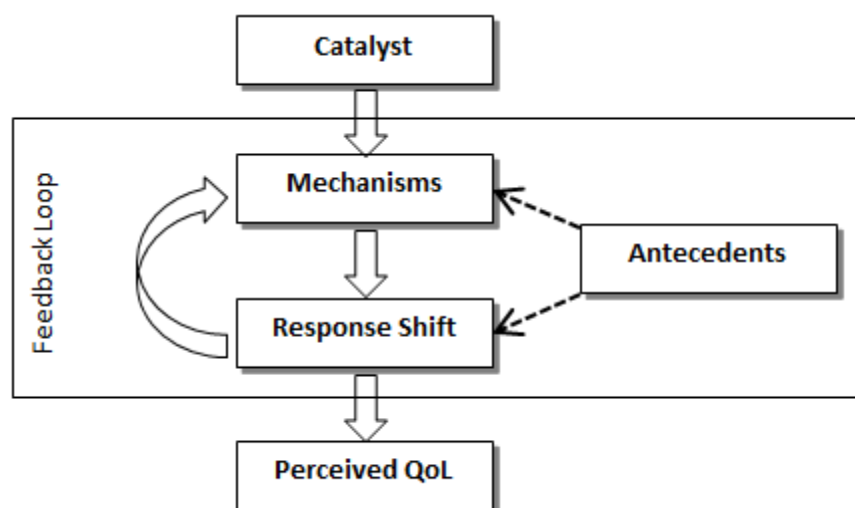 Catalyst
Feedback Loop
Mechanisms
Antecedents
Response Shift
Perceived QoL